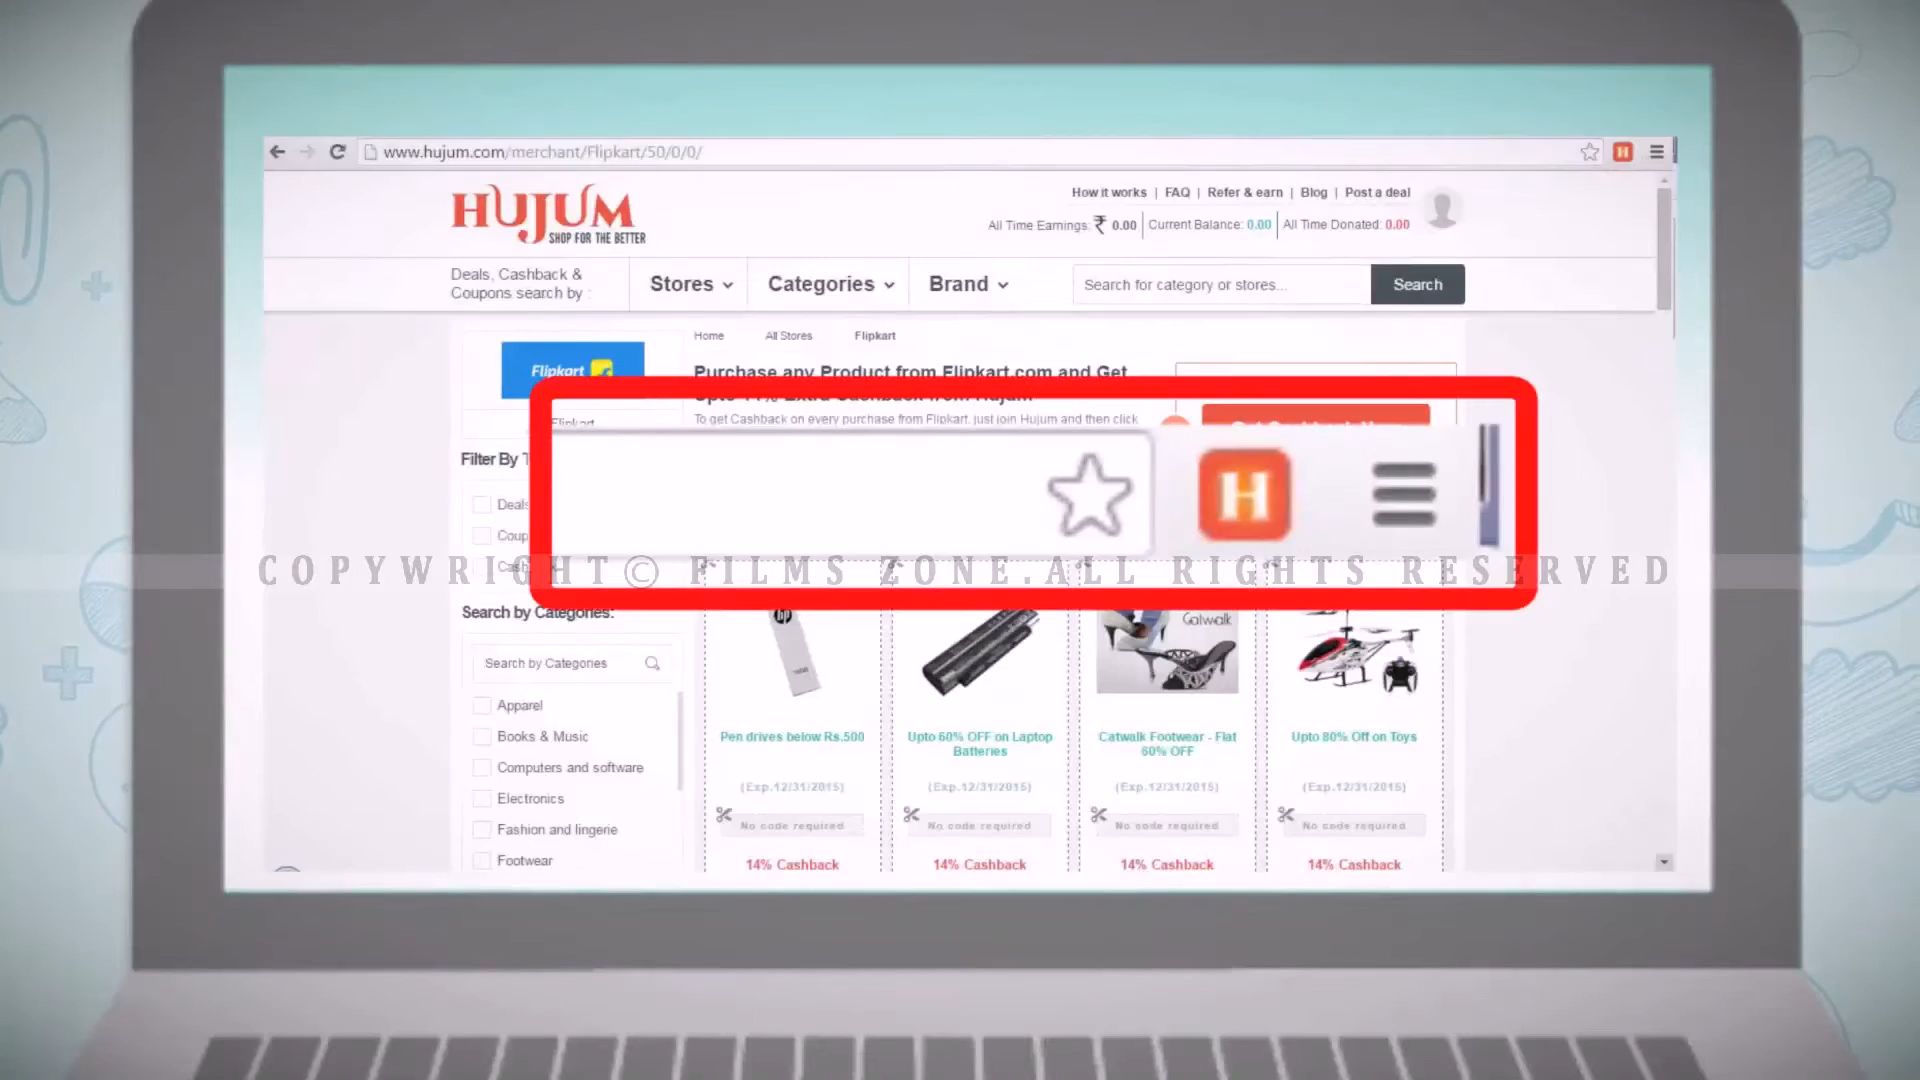 www.hujum.com/merchant/Flipkart/50/0/0/
HUJUM
SHOP FOR THE BETTER
How it works | FAQ | Refer & earn | Blog | Post a deal
All Time Earnings: ₹ 0.00 Current Balance: 0.00 All Time Donated: 0.00
Deals, Cashback &
Coupons search by :
Stores
Categories
Brand
Search for category or stores...
Search
Home
All Stores
Flipkart
Flipkart
Purchase any Product from Flipkart.com and Get
To get Cashback on every purchase from Flipkart, just join Hujum and then click
Flipkart
Filter By
Deals
H
COPYWRIGHT© FILMS ZONE.ALL RIGHTS RESERVED
Search by Categories:
Search by Categories
Apparel
Books & Music
Computers and software
Electronics
Fashion and lingerie
Footwear
hp
Catwalk
Pen drives below Rs.500
(Exp.12/31/2015)
No code required
14% Cashback
Upto 60% OFF on Laptop
Batteries
(Exp.12/31/2015)
No code required
14% Cashback
Catwalk Footwear - Flat
60% OFF
(Exp.12/31/2015)
No code required
14% Cashback
Upto 80% Off on Toys
(Exp.12/31/2015)
No code required
14% Cashback